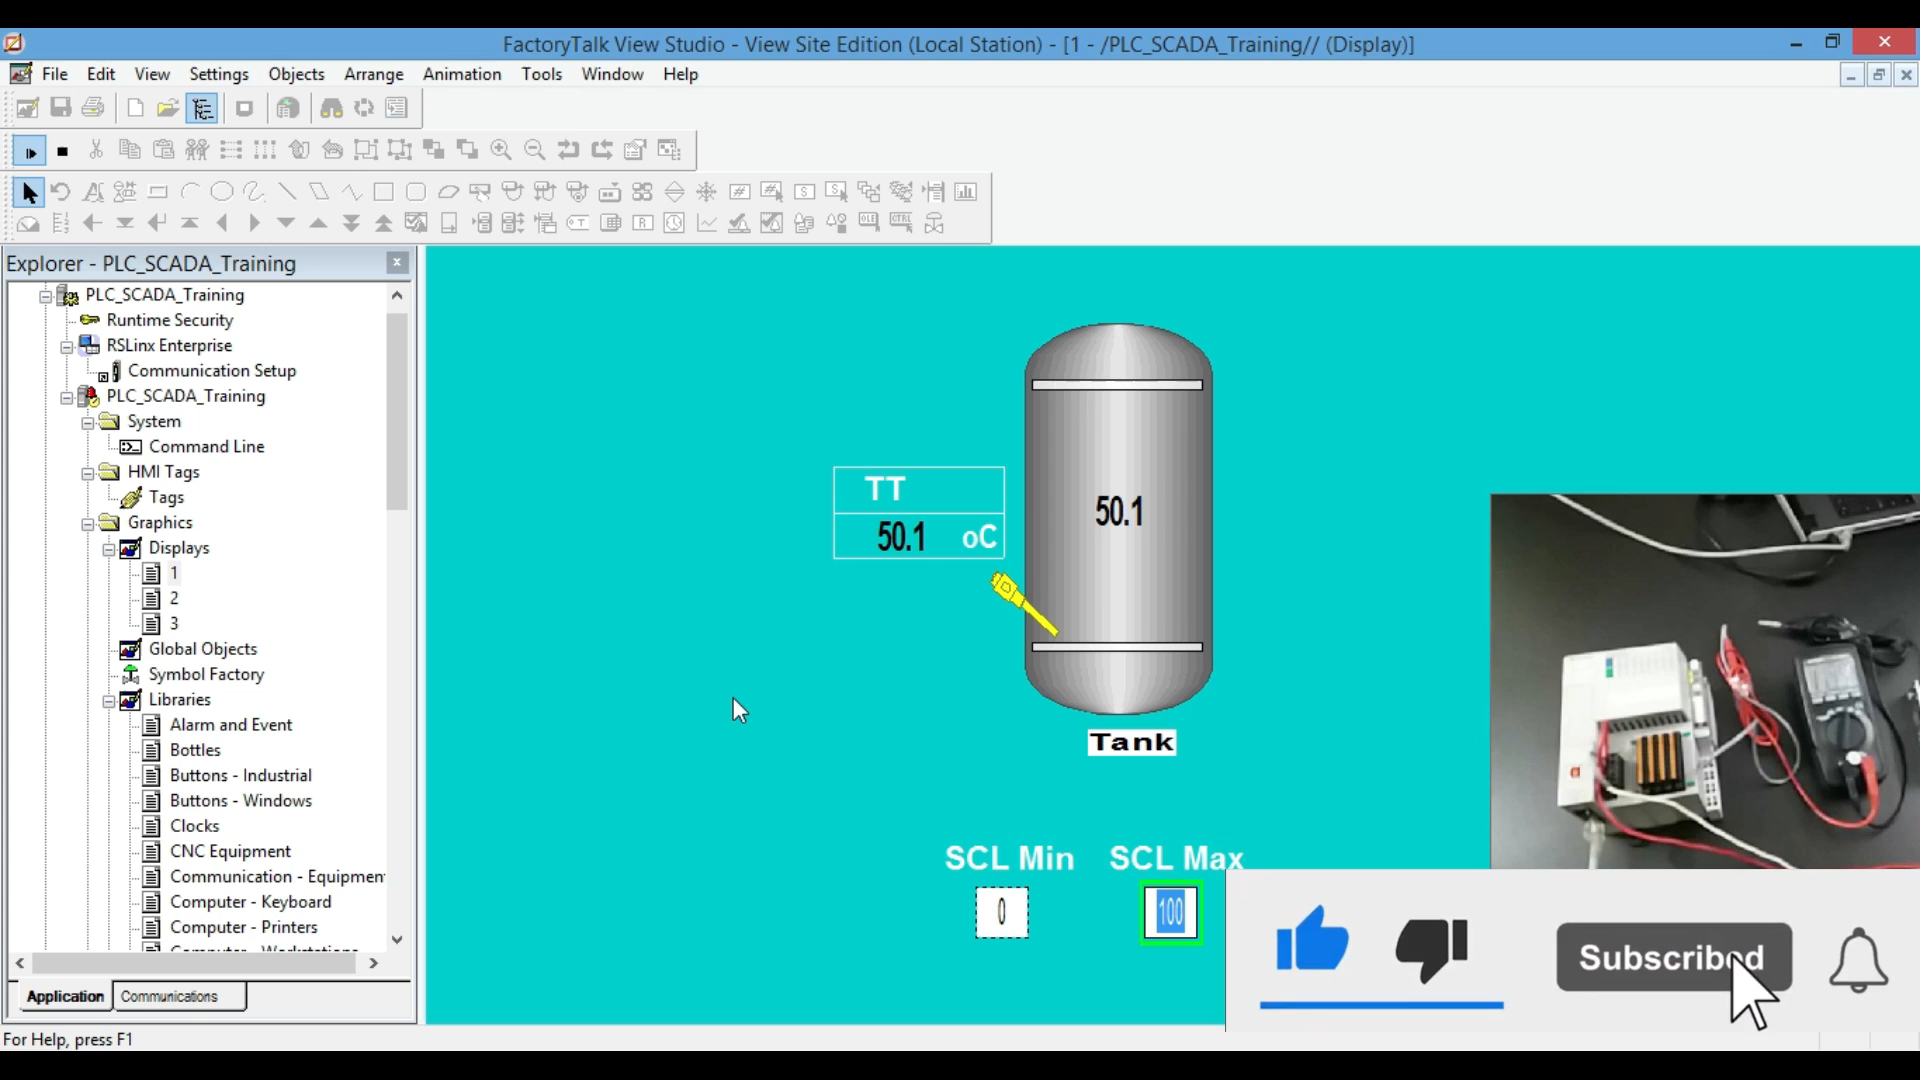 FactoryTalk View Studio - View Site Edition (Local Station) - [1 - /PLC_SCADA_Training// (Display)]
File Edit View Settings Objects Arrange Animation Tools Window Help
Explorer - PLC_SCADA_Training
PLC_SCADA_Training
Runtime Security
RSLinx Enterprise
Communication Setup
PLC_SCADA_Training
System
Command Line
HMI Tags
Tags
Graphics
Displays
1
2
3
Global Objects
Symbol Factory
Libraries
Alarm and Event
Bottles
Buttons - Industrial
Buttons - Windows
Clocks
CNC Equipment
Communication - Equipmen
Computer - Keyboard
Computer - Printers
Application Communications
For Help, press F1
TT
50.1 oC
50.1
Tank
SCL Min SCL Max
0 100
Subscribed